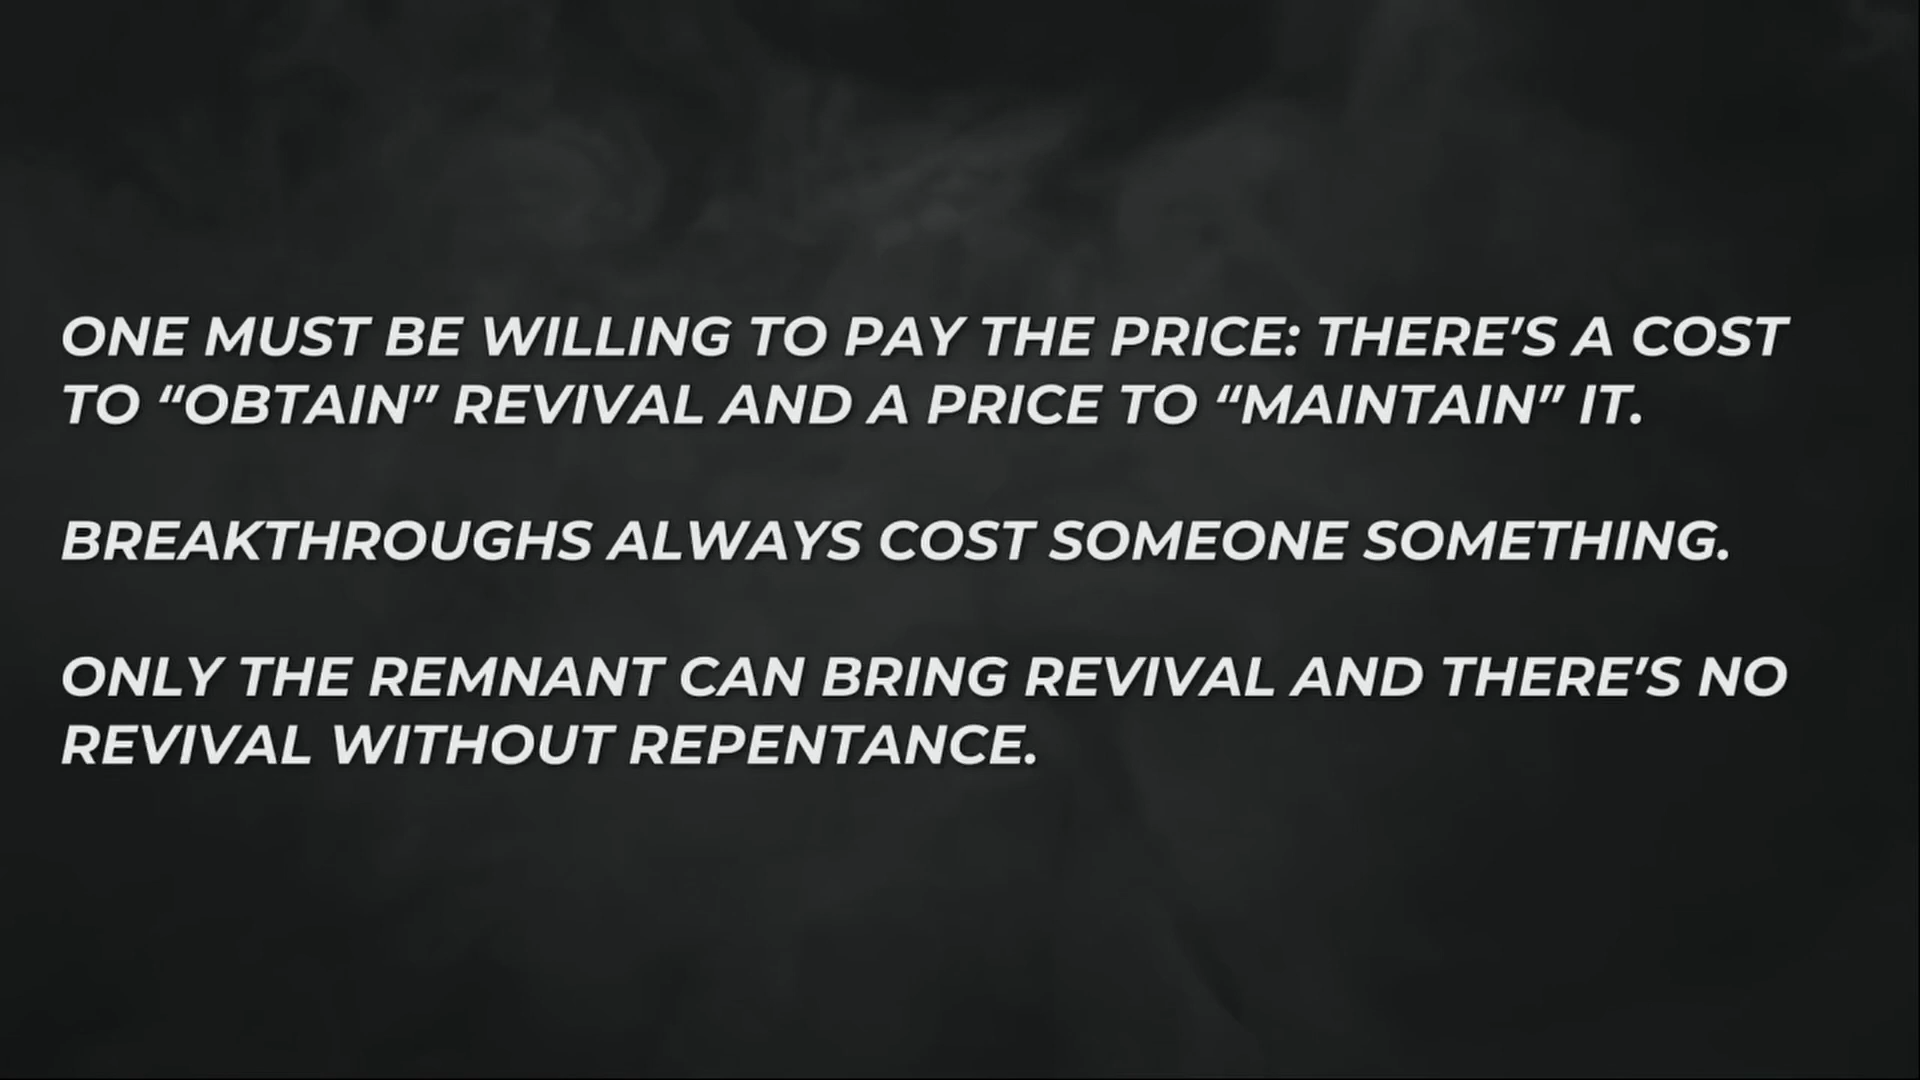 ONE MUST BE WILLING TO PAY THE PRICE: THERE’S A COST
TO “OBTAIN” REVIVAL AND A PRICE TO “MAINTAIN” IT.
BREAKTHROUGHS ALWAYS COST SOMEONE SOMETHING.
ONLY THE REMNANT CAN BRING REVIVAL AND THERE’S NO
REVIVAL WITHOUT REPENTANCE.